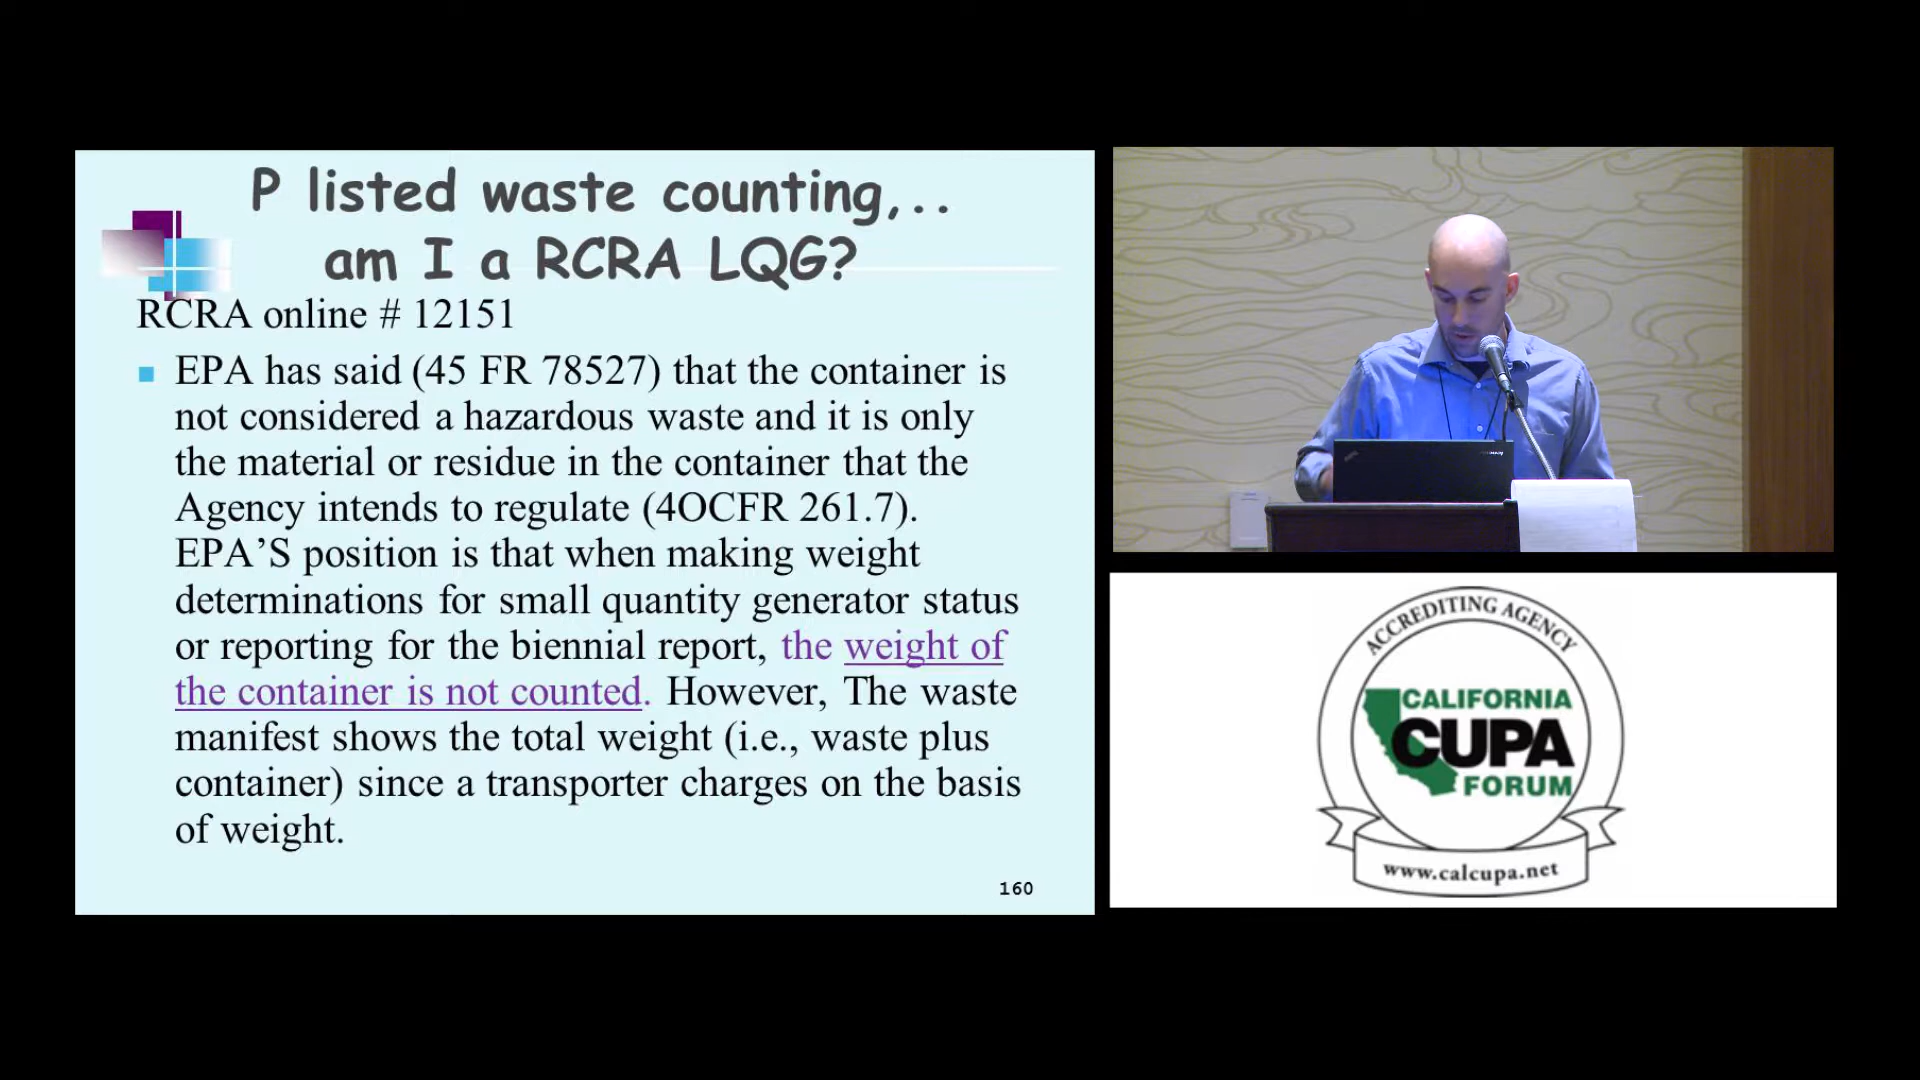 P listed waste counting,..
am I a RCRA LQG?
RCRA online # 12151
EPA has said (45 FR 78527) that the container is
not considered a hazardous waste and it is only
the material or residue in the container that the
Agency intends to regulate (4OCFR 261.7).
EPA’S position is that when making weight
determinations for small quantity generator status
or reporting for the biennial report, the weight of
the container is not counted. However, The waste
manifest shows the total weight (i.e., waste plus
container) since a transporter charges on the basis
of weight.
160
ACCREDITING AGENCY
CALIFORNIA
CUPA
FORUM
www.calcupa.net